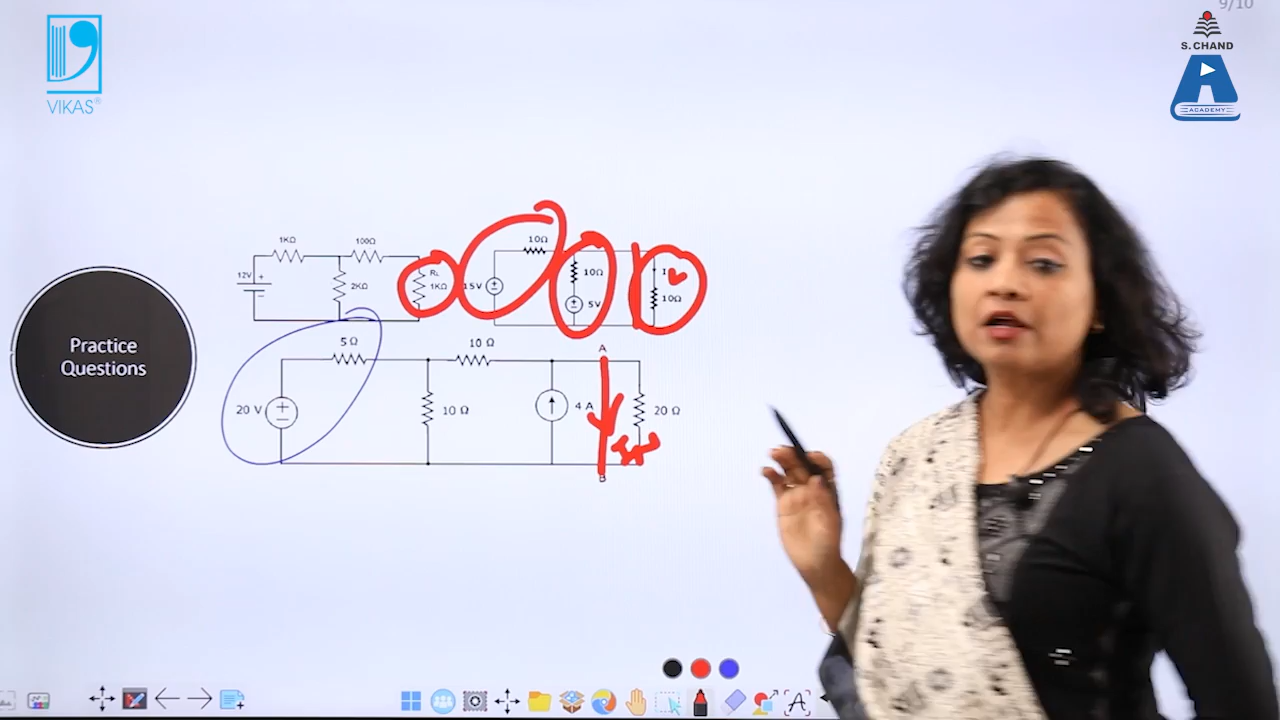 9/10
VIKAS®
S. CHAND
ACADEMY
Practice
Questions
1KΩ
100Ω
12V
+
2KΩ
RL
1KΩ
10Ω
15V
10Ω
5V
I
10Ω
5 Ω
10 Ω
A
20 V
10 Ω
4 A
20 Ω
B